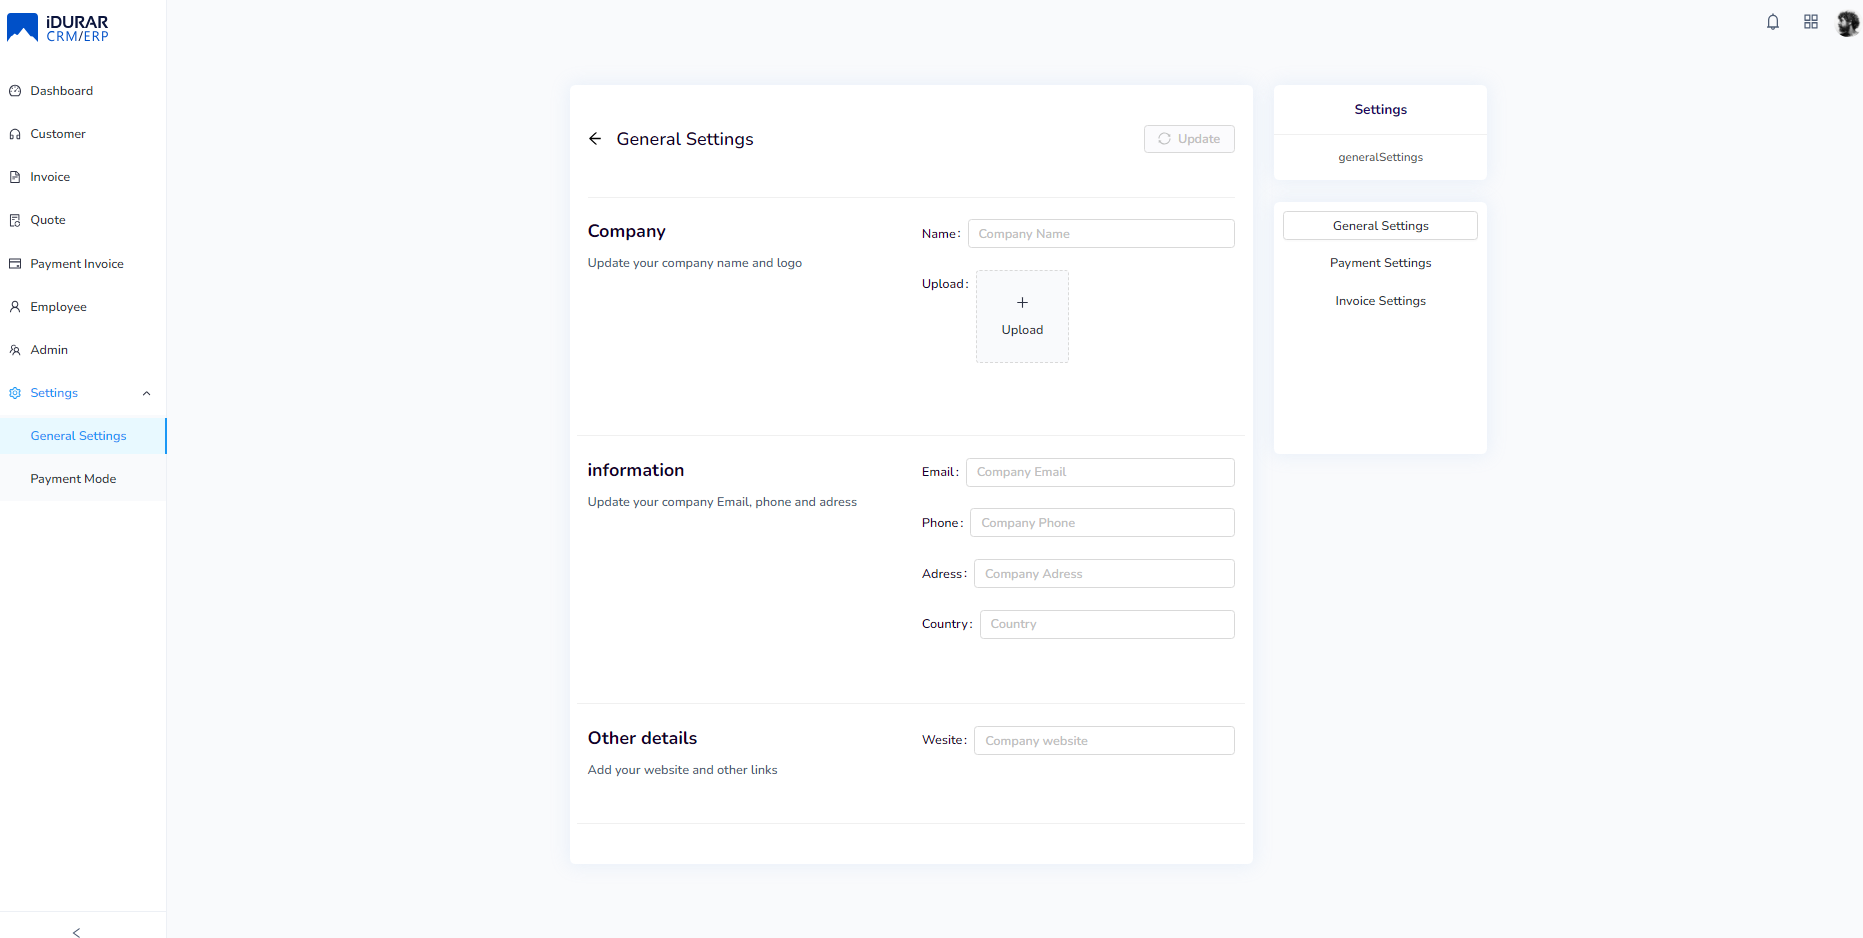 iDURAR
CRM/ERP
Dashboard
Customer
Invoice
Quote
Payment Invoice
Employee
Admin
Settings
General Settings
Payment Mode
General Settings
Update
Company
Update your company name and logo
Name:
Company Name
Upload:
Upload
information
Update your company Email, phone and adress
Email:
Company Email
Phone:
Company Phone
Adress:
Company Adress
Country:
Country
Other details
Add your website and other links
Wesite:
Company website
Settings
generalSettings
General Settings
Payment Settings
Invoice Settings